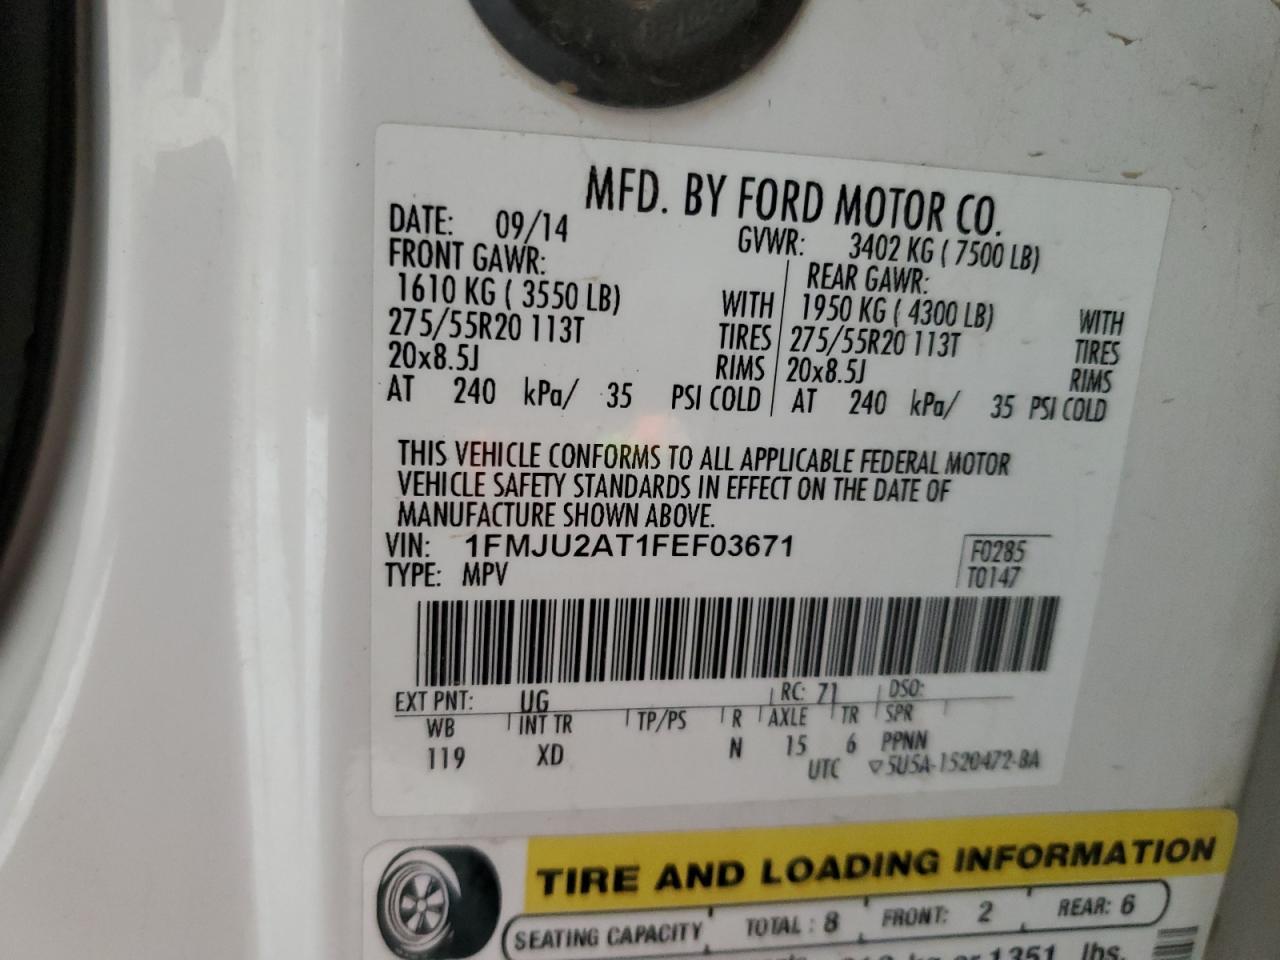 MFD. BY FORD MOTOR CO.
DATE: 09/14 GVWR: 3402 KG ( 7500 LB)
FRONT GAWR: REAR GAWR:
1610 KG ( 3550 LB) WITH 1950 KG ( 4300 LB) WITH
275/55R20 113T TIRES 275/55R20 113T TIRES
20x8.5J RIMS 20x8.5J RIMS
AT 240 kPa/ 35 PSI COLD AT 240 kPa/ 35 PSI COLD
THIS VEHICLE CONFORMS TO ALL APPLICABLE FEDERAL MOTOR
VEHICLE SAFETY STANDARDS IN EFFECT ON THE DATE OF
MANUFACTURE SHOWN ABOVE.
VIN: 1FMJU2AT1FEF03671 F0285
TYPE: MPV T0147
EXT PNT: UG RC: 71 DSO:
WB INT TR TP/PS R AXLE TR SPR
119 XD N 15 6 PPNN
UTC ▽5U5A-1520472-BA
TIRE AND LOADING INFORMATION
SEATING CAPACITY TOTAL : 8 FRONT: 2 REAR: 6
kg or 1351 lbs.